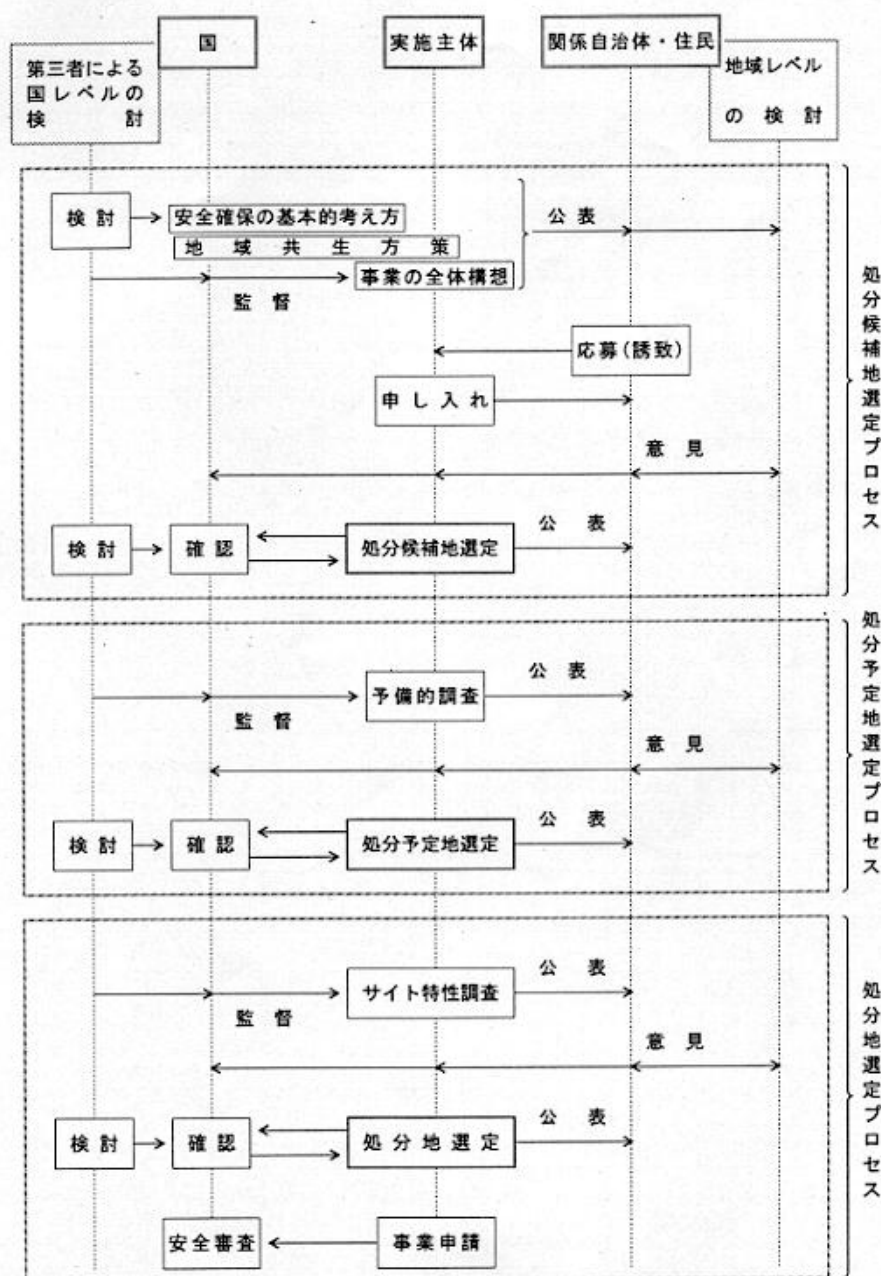 国
実施主体
関係自治体・住民
第三者による
国レベルの
検討
地域レベル
の検討
検討
安全確保の基本的考え方
公表
地域共生方策
事業の全体構想
監督
応募(誘致)
申し入れ
意見
公表
検討
確認
処分候補地選定
処分候補地選定プロセス
公表
予備的調査
監督
意見
公表
検討
確認
処分予定地選定
処分予定地選定プロセス
公表
サイト特性調査
監督
意見
公表
検討
確認
処分地選定
安全審査
事業申請
処分地選定プロセス